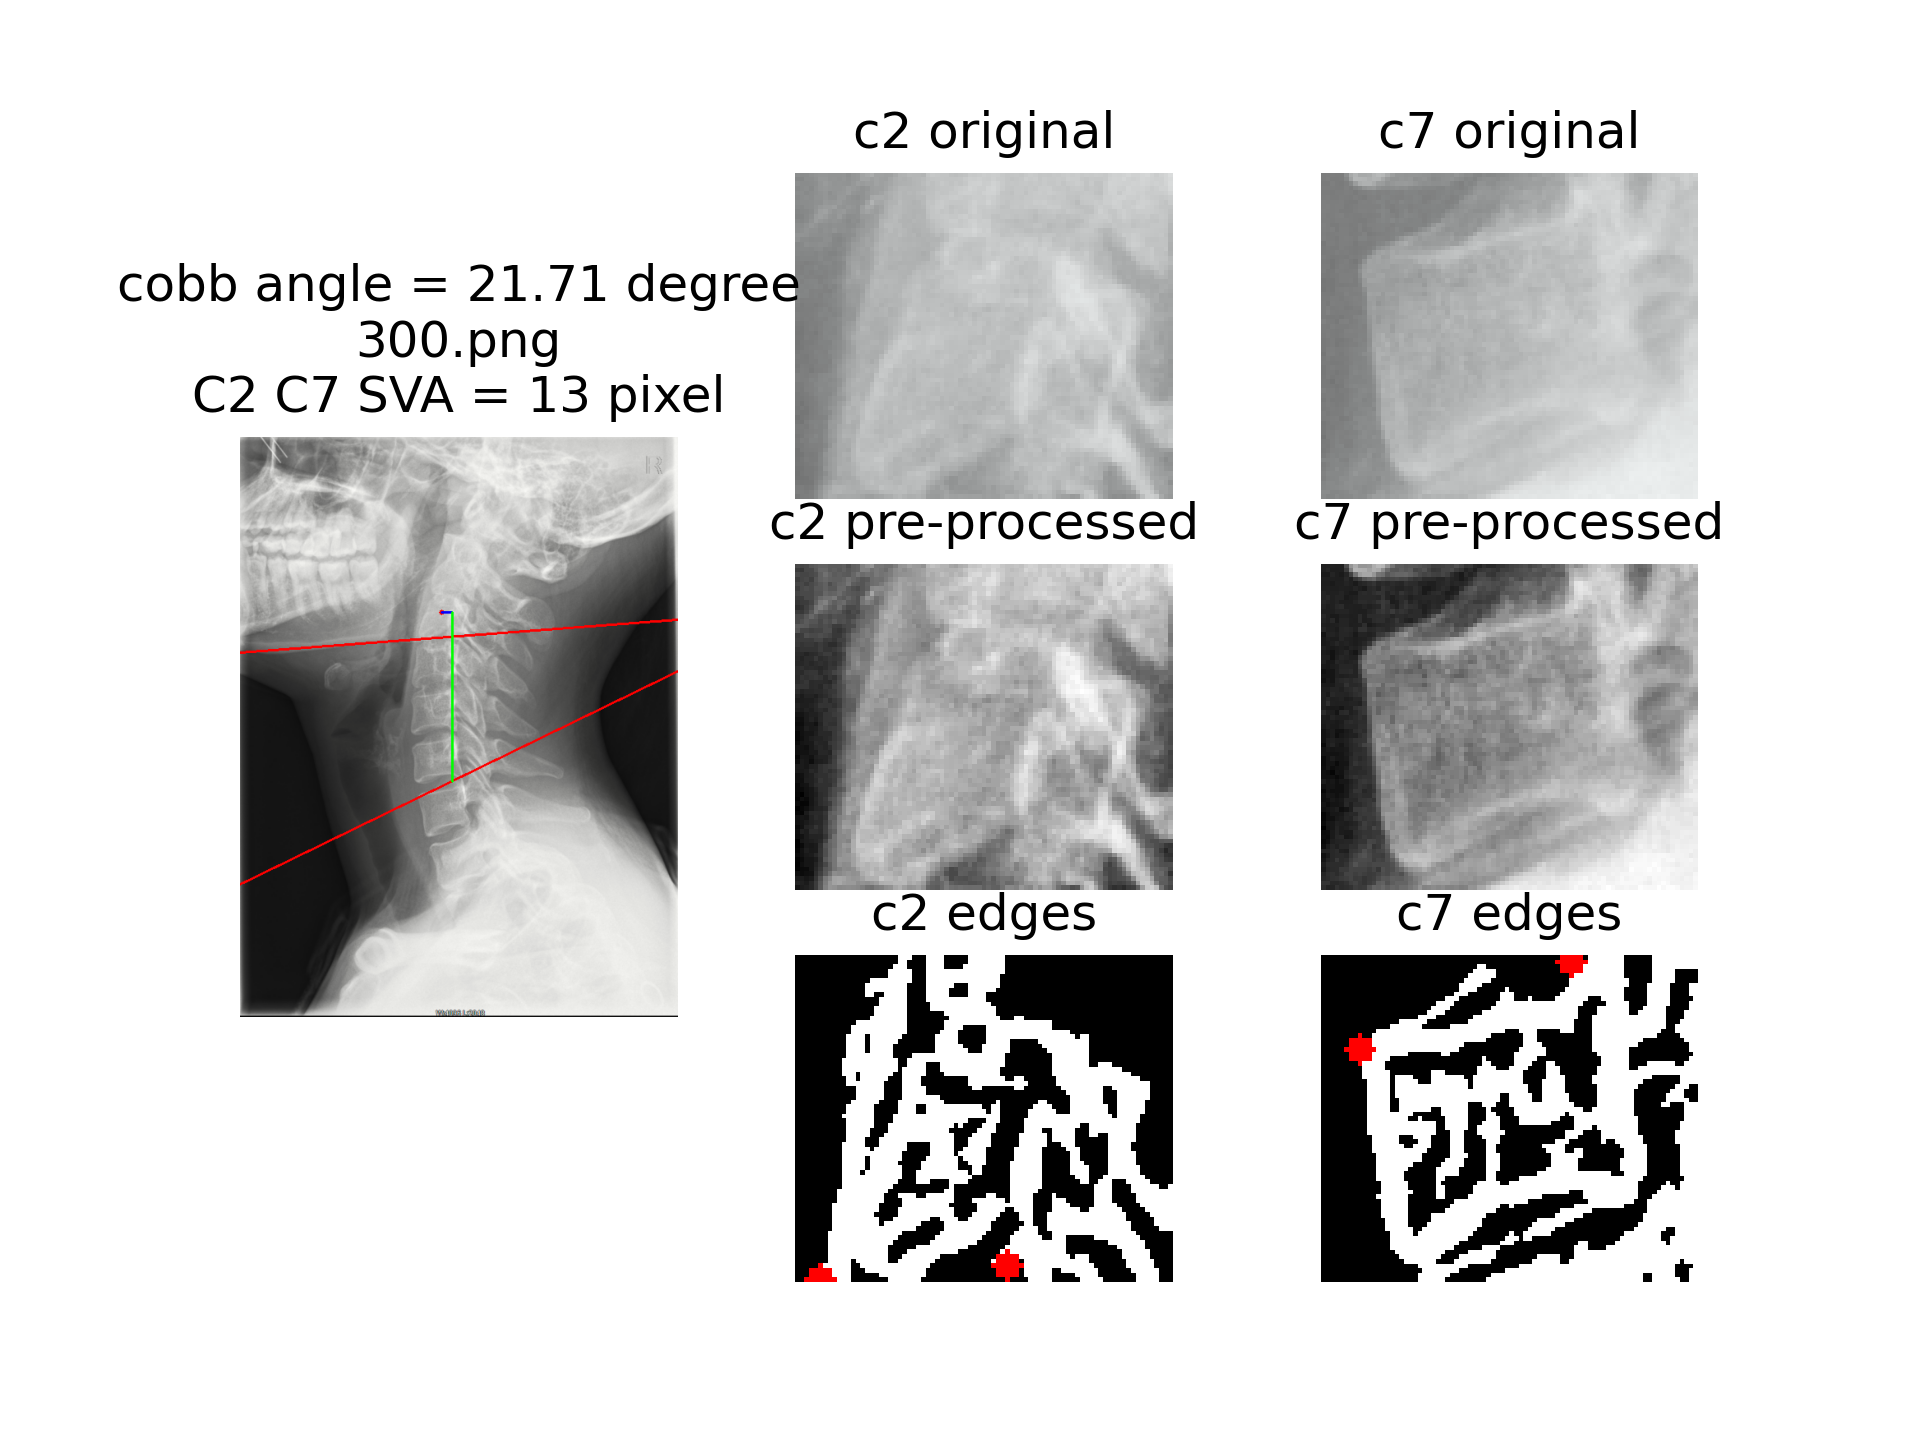 cobb angle = 21.71 degree
300.png
C2 C7 SVA = 13 pixel
c2 original
c7 original
c2 pre-processed
c7 pre-processed
c2 edges
c7 edges